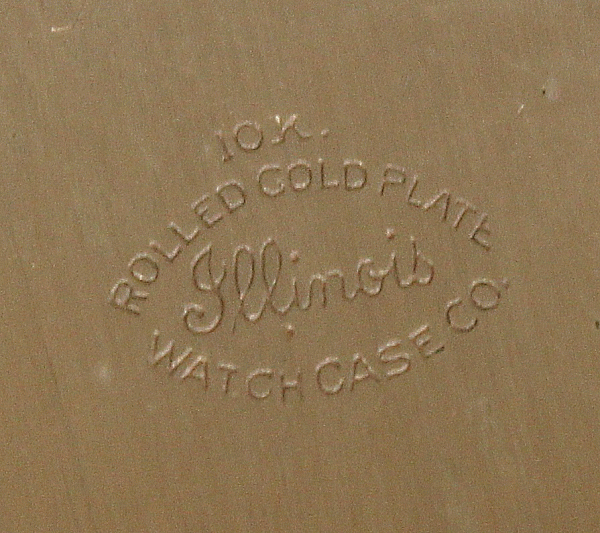 10K.
ROLLED GOLD PLATE
Illinois
WATCH CASE CO.